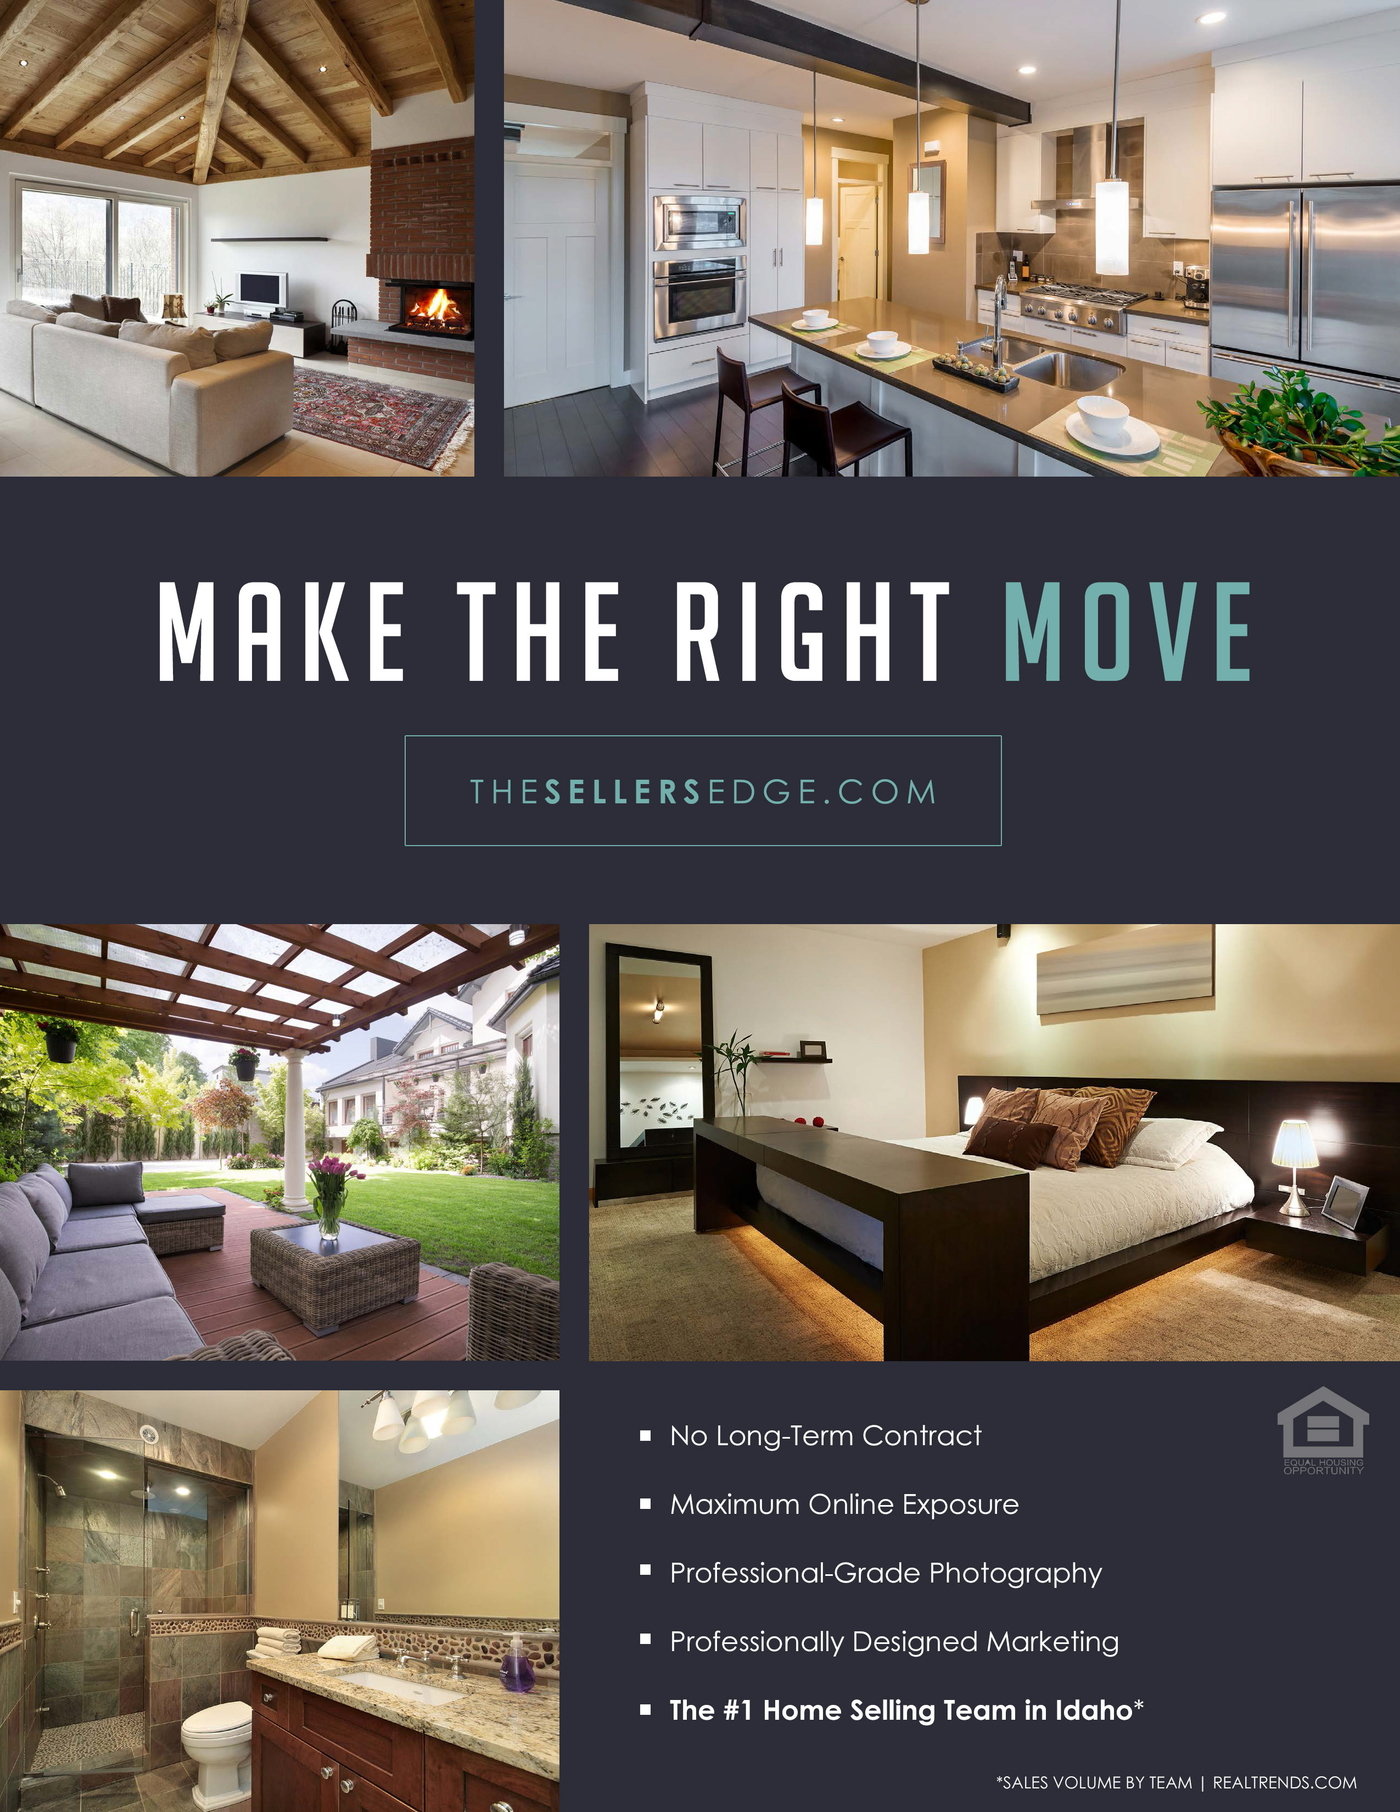 MAKE THE RIGHT MOVE
THESELLERSEDGE.COM
▪ No Long-Term Contract
▪ Maximum Online Exposure
▪ Professional-Grade Photography
▪ Professionally Designed Marketing
▪ The #1 Home Selling Team in Idaho*
EQUAL HOUSING
OPPORTUNITY
*SALES VOLUME BY TEAM | REALTRENDS.COM